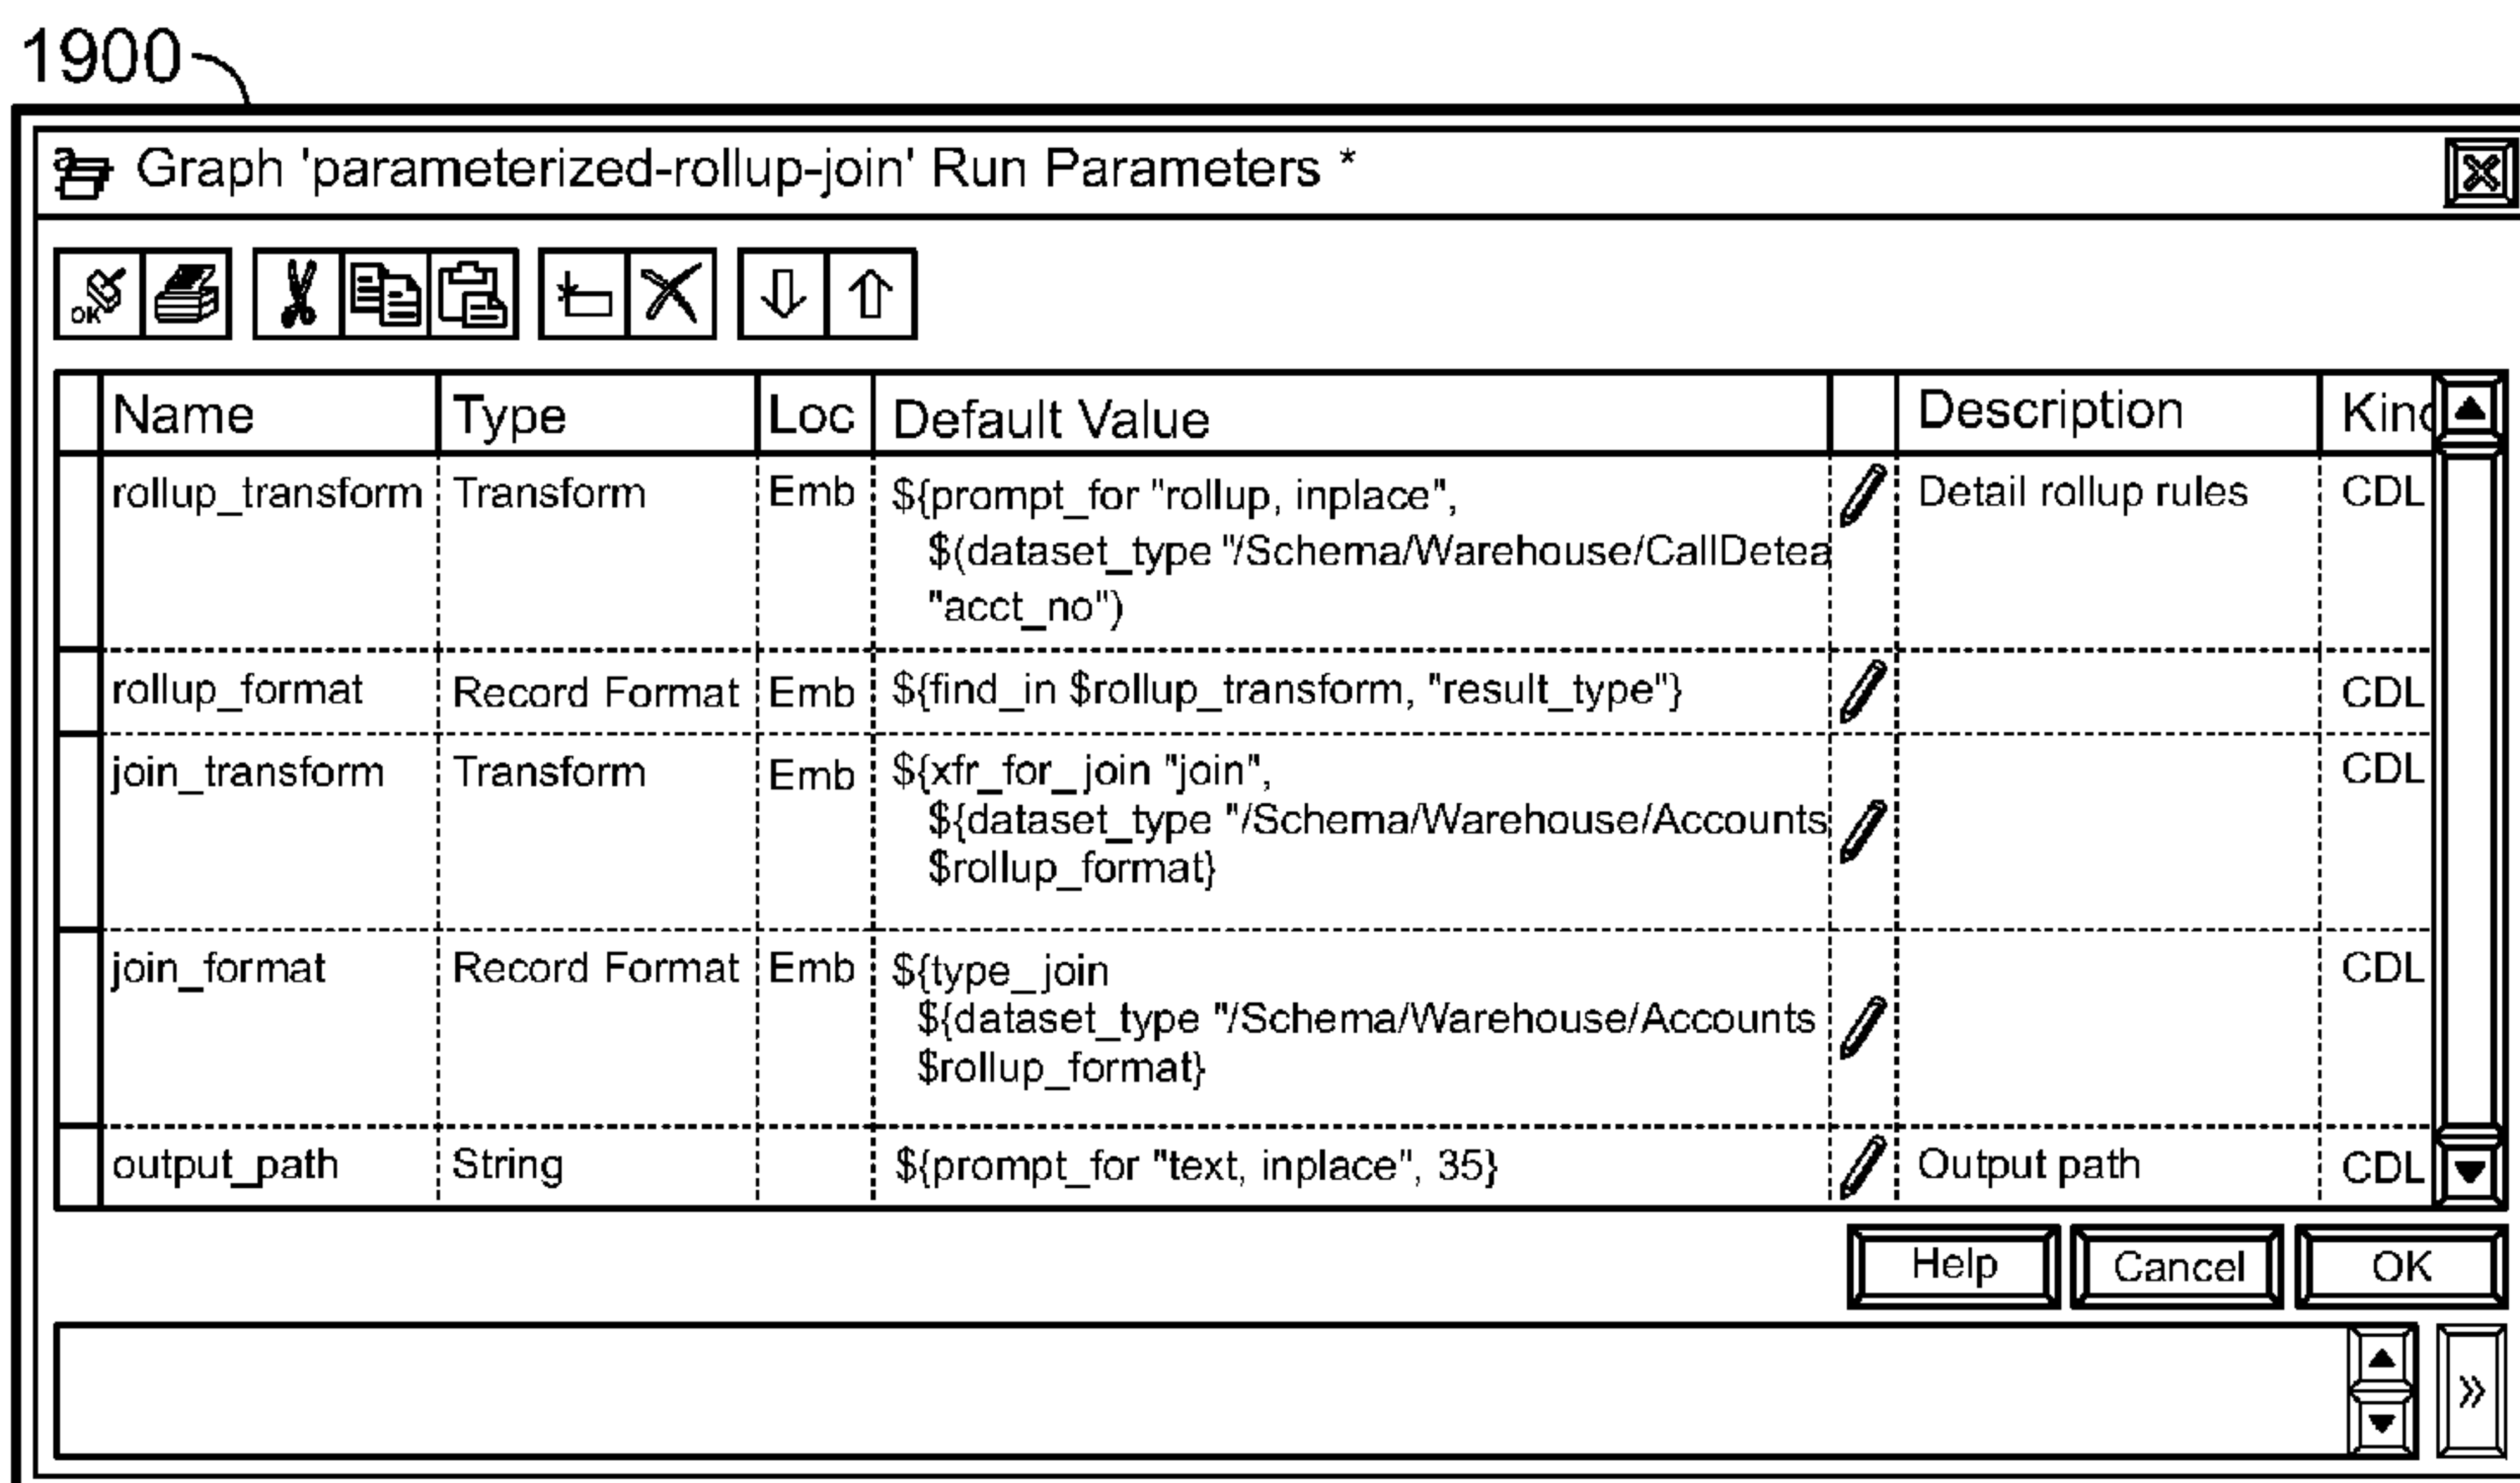 1900
Graph 'parameterized-rollup-join' Run Parameters *
OK
Name Type Loc Default Value Description Kind
rollup_transform Transform Emb ${prompt_for "rollup, inplace", Detail rollup rules CDL
$(dataset_type "/Schema/Warehouse/CallDetea
"acct_no")
rollup_format Record Format Emb ${find_in $rollup_transform, "result_type"} CDL
join_transform Transform Emb ${xfr_for_join "join", CDL
${dataset_type "/Schema/Warehouse/Accounts
$rollup_format}
join_format Record Format Emb ${type_join CDL
${dataset_type "/Schema/Warehouse/Accounts
$rollup_format}
output_path String ${prompt_for "text, inplace", 35} Output path CDL
Help Cancel OK
»